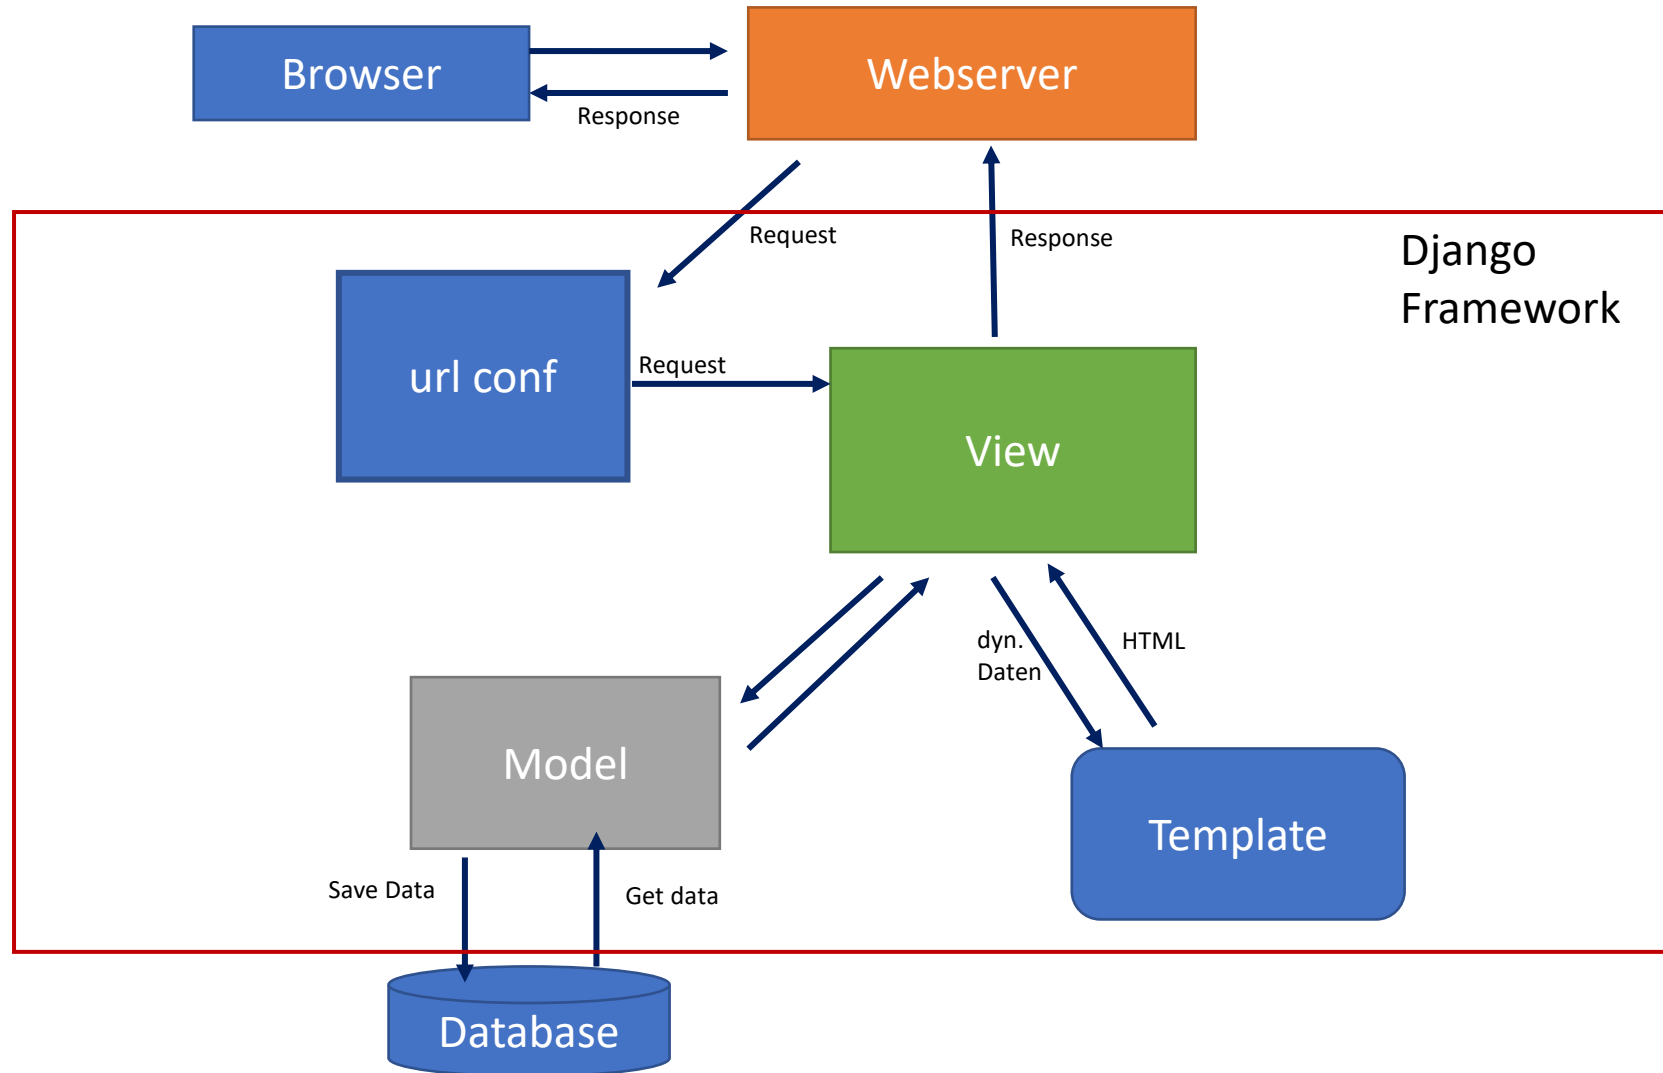 Browser
Webserver
Response
Request
Response
Django
Framework
url conf
Request
View
dyn.
Daten
HTML
Model
Template
Save Data
Get data
Database